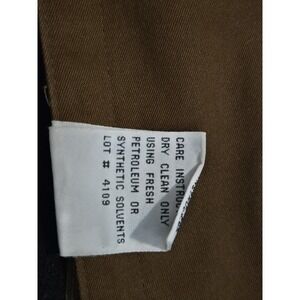 CARE INSTRUC
DRY CLEAN ONLY
USING FRESH
PETROLEUM OR
SYNTHETIC SOLVENTS
LOT # 4109